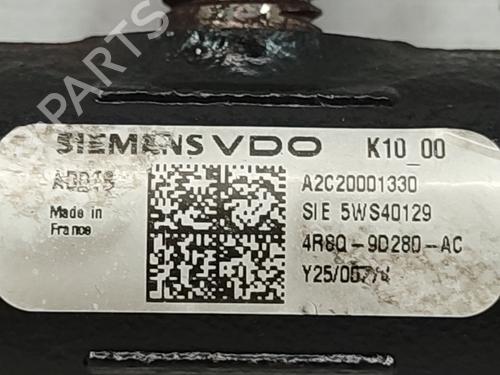 SIEMENS VDO K10_00
A2C20001330
SIE 5WS40129
4R8Q-9D280-AC
Made in
France
PARTS